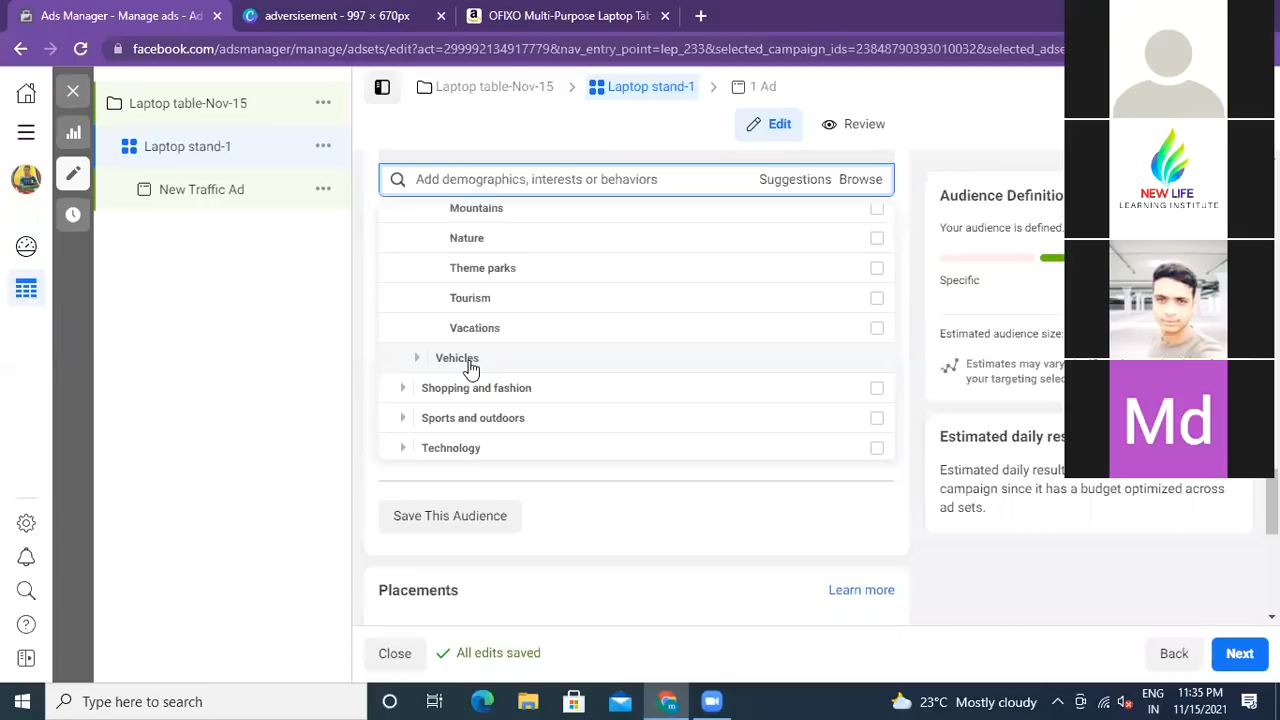 Ads Manager - Manage ads - Ad S
adversisement - 997 × 670px
OFIXO Multi-Purpose Laptop Tab
facebook.com/adsmanager/manage/adsets/edit?act=299992134917779&nav_entry_point=lep_233&selected_campaign_ids=23848790393010032&selected_adse
Laptop table-Nov-15
Laptop stand-1
New Traffic Ad
Laptop table-Nov-15
Laptop stand-1
1 Ad
Edit
Review
Add demographics, interests or behaviors
Suggestions
Browse
Mountains
Nature
Theme parks
Tourism
Vacations
Vehicles
Shopping and fashion
Sports and outdoors
Technology
Save This Audience
Placements
Learn more
Close
All edits saved
Back
Next
Audience Definitio
Your audience is defined.
Specific
Estimated audience size:
Estimates may vary
your targeting selec
Estimated daily res
Estimated daily result
campaign since it has a budget optimized across
ad sets.
NEW LIFE
LEARNING INSTITUTE
Md
Type here to search
23°C Mostly cloudy
ENG
IN
11:35 PM
11/15/2021